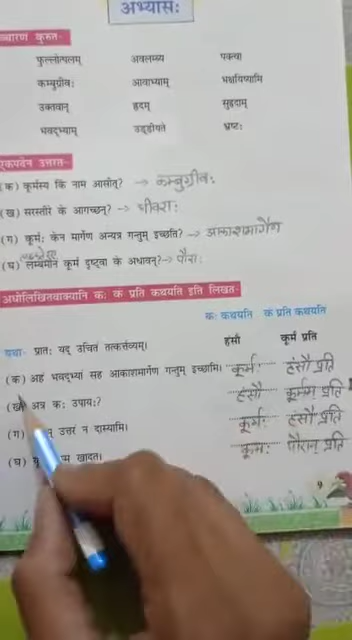 अभ्यासः
च्चारणं कुरुत-
फुल्लोत्पलम् अवलम्ब्य पक्त्वा
कम्बुग्रीवः आवाभ्याम् भक्षयिष्यामि
उक्तवान् ह्रदम् सुहृदाम्
भवद्भ्याम् उड्डीयते भ्रष्टः
एकपदेन उत्तरत-
(क) कूर्मस्य किं नाम आसीत्? → कम्बुग्रीवः
(ख) सरस्तीरे के आगच्छन्? → धीवराः
(ग) कूर्मः केन मार्गेण अन्यत्र गन्तुम् इच्छति? → आकाशमार्गेण
(घ) लम्बमानं कूर्मं दृष्ट्वा के अधावन्? → पौराः
अधोलिखितवाक्यानि कः कं प्रति कथयति इति लिखत-
कः कथयति कं प्रति कथयति
यथा- प्रातः यद् उचितं तत्कर्त्तव्यम्। हंसौ कूर्मं प्रति
(क) अहं भवद्भ्यां सह आकाशमार्गेण गन्तुम् इच्छामि। कूर्मः हंसौ प्रति
(ख) अत्र कः उपायः? हंसौ कूर्मम् प्रति
(ग) उत्तरं न दास्यामि। कूर्मः हंसौ प्रति
(घ) खादत। कूर्मः पौरान् प्रति
9